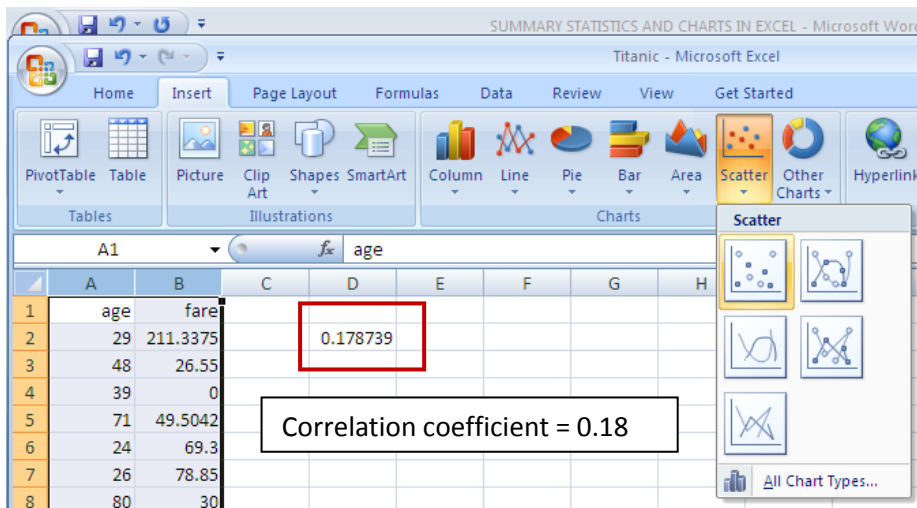 SUMMARY STATISTICS AND CHARTS IN EXCEL - Microsoft Word
Titanic - Microsoft Excel
Home Insert Page Layout Formulas Data Review View Get Started
PivotTable Table Picture Clip Art Shapes SmartArt Column Line Pie Bar Area Scatter Other Charts Hyperlink
Tables Illustrations Charts
Scatter
A1 fx age
A B C D E F G H
1 age fare
2 29 211.3375 0.178739
3 48 26.55
4 39 0
5 71 49.5042
6 24 69.3
7 26 78.85
8 80 30
Correlation coefficient = 0.18
All Chart Types...